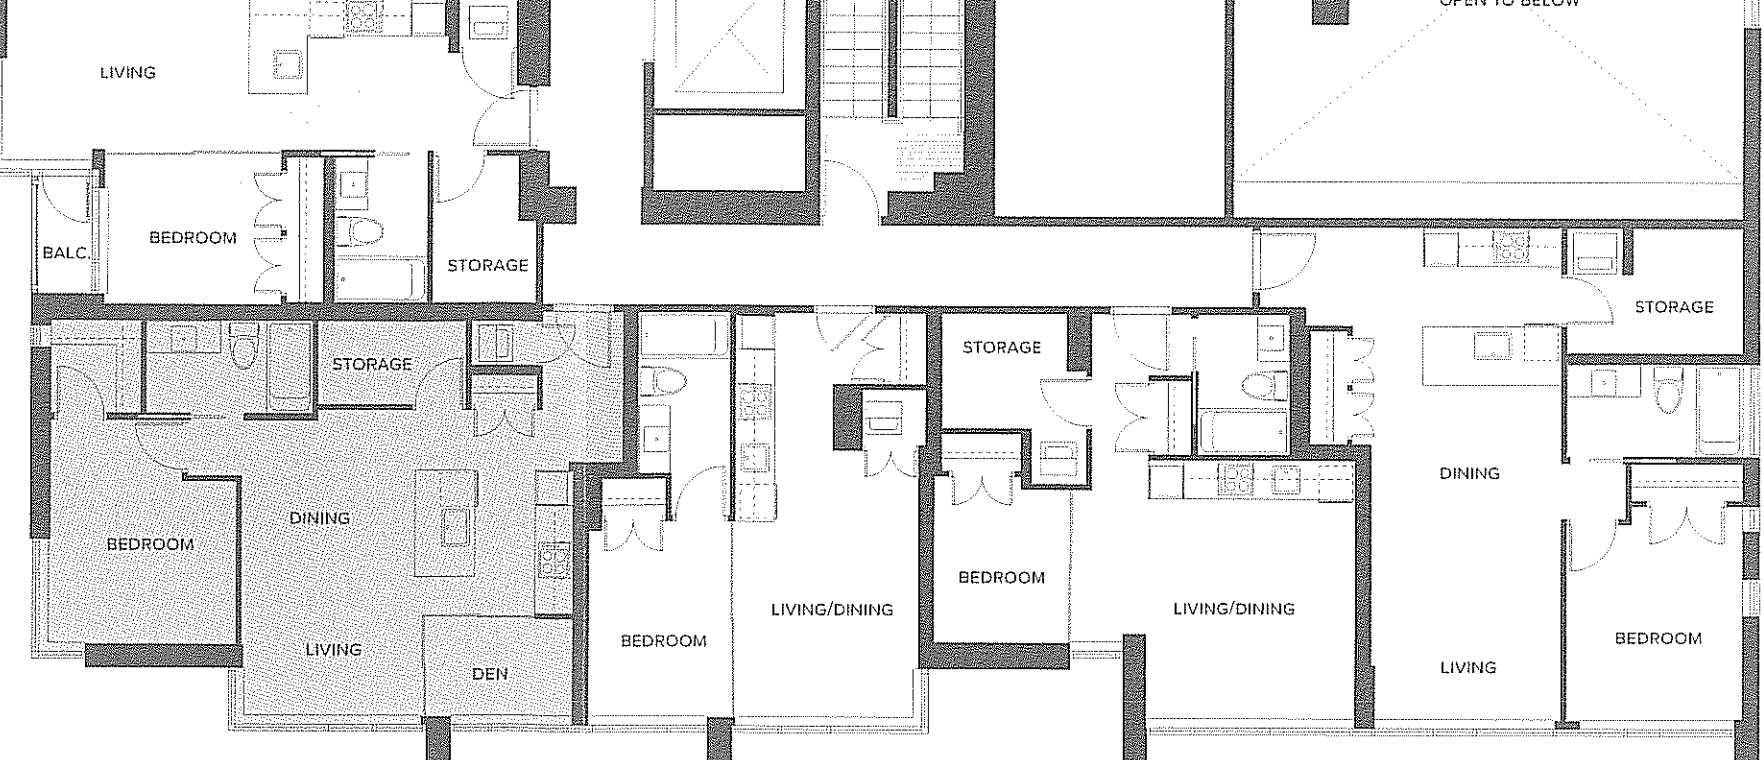 OPEN TO BELOW
LIVING
BALC.
BEDROOM
STORAGE
STORAGE
STORAGE
STORAGE
DINING
BEDROOM
LIVING
DEN
BEDROOM
LIVING/DINING
BEDROOM
LIVING/DINING
DINING
LIVING
BEDROOM